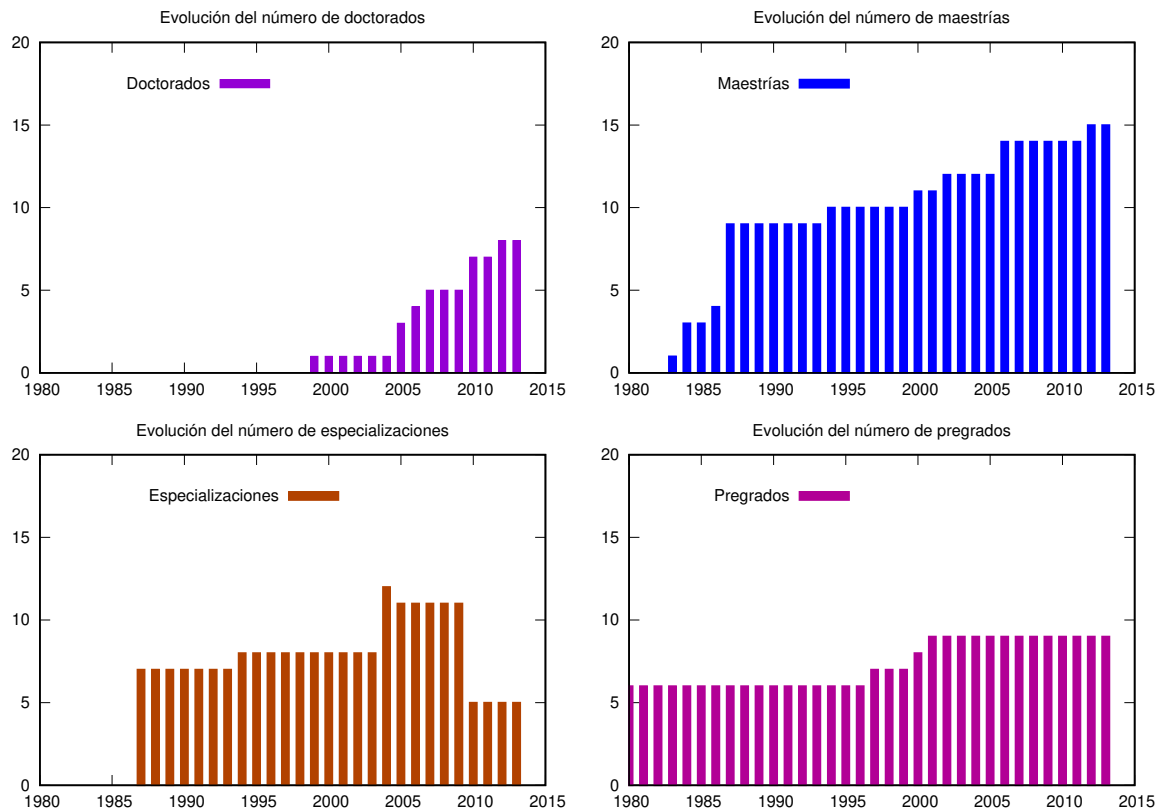 Evolución del número de doctorados
20
15
10
5
0
Doctorados
1980 1985 1990 1995 2000 2005 2010 2015
Evolución del número de maestrías
20
15
10
5
0
Maestrías
1980 1985 1990 1995 2000 2005 2010 2015
Evolución del número de especializaciones
20
15
10
5
0
Especializaciones
1980 1985 1990 1995 2000 2005 2010 2015
Evolución del número de pregrados
20
15
10
5
0
Pregrados
1980 1985 1990 1995 2000 2005 2010 2015